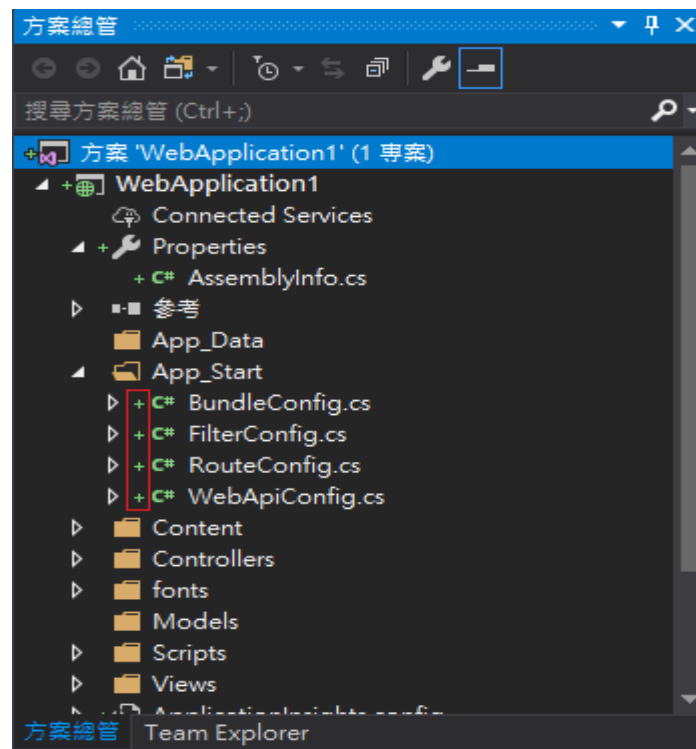 方案總管
搜尋方案總管 (Ctrl+;)
方案 'WebApplication1' (1 專案)
WebApplication1
Connected Services
Properties
C# AssemblyInfo.cs
參考
App_Data
App_Start
C# BundleConfig.cs
C# FilterConfig.cs
C# RouteConfig.cs
C# WebApiConfig.cs
Content
Controllers
fonts
Models
Scripts
Views
ApplicationInsights.config
方案總管 Team Explorer